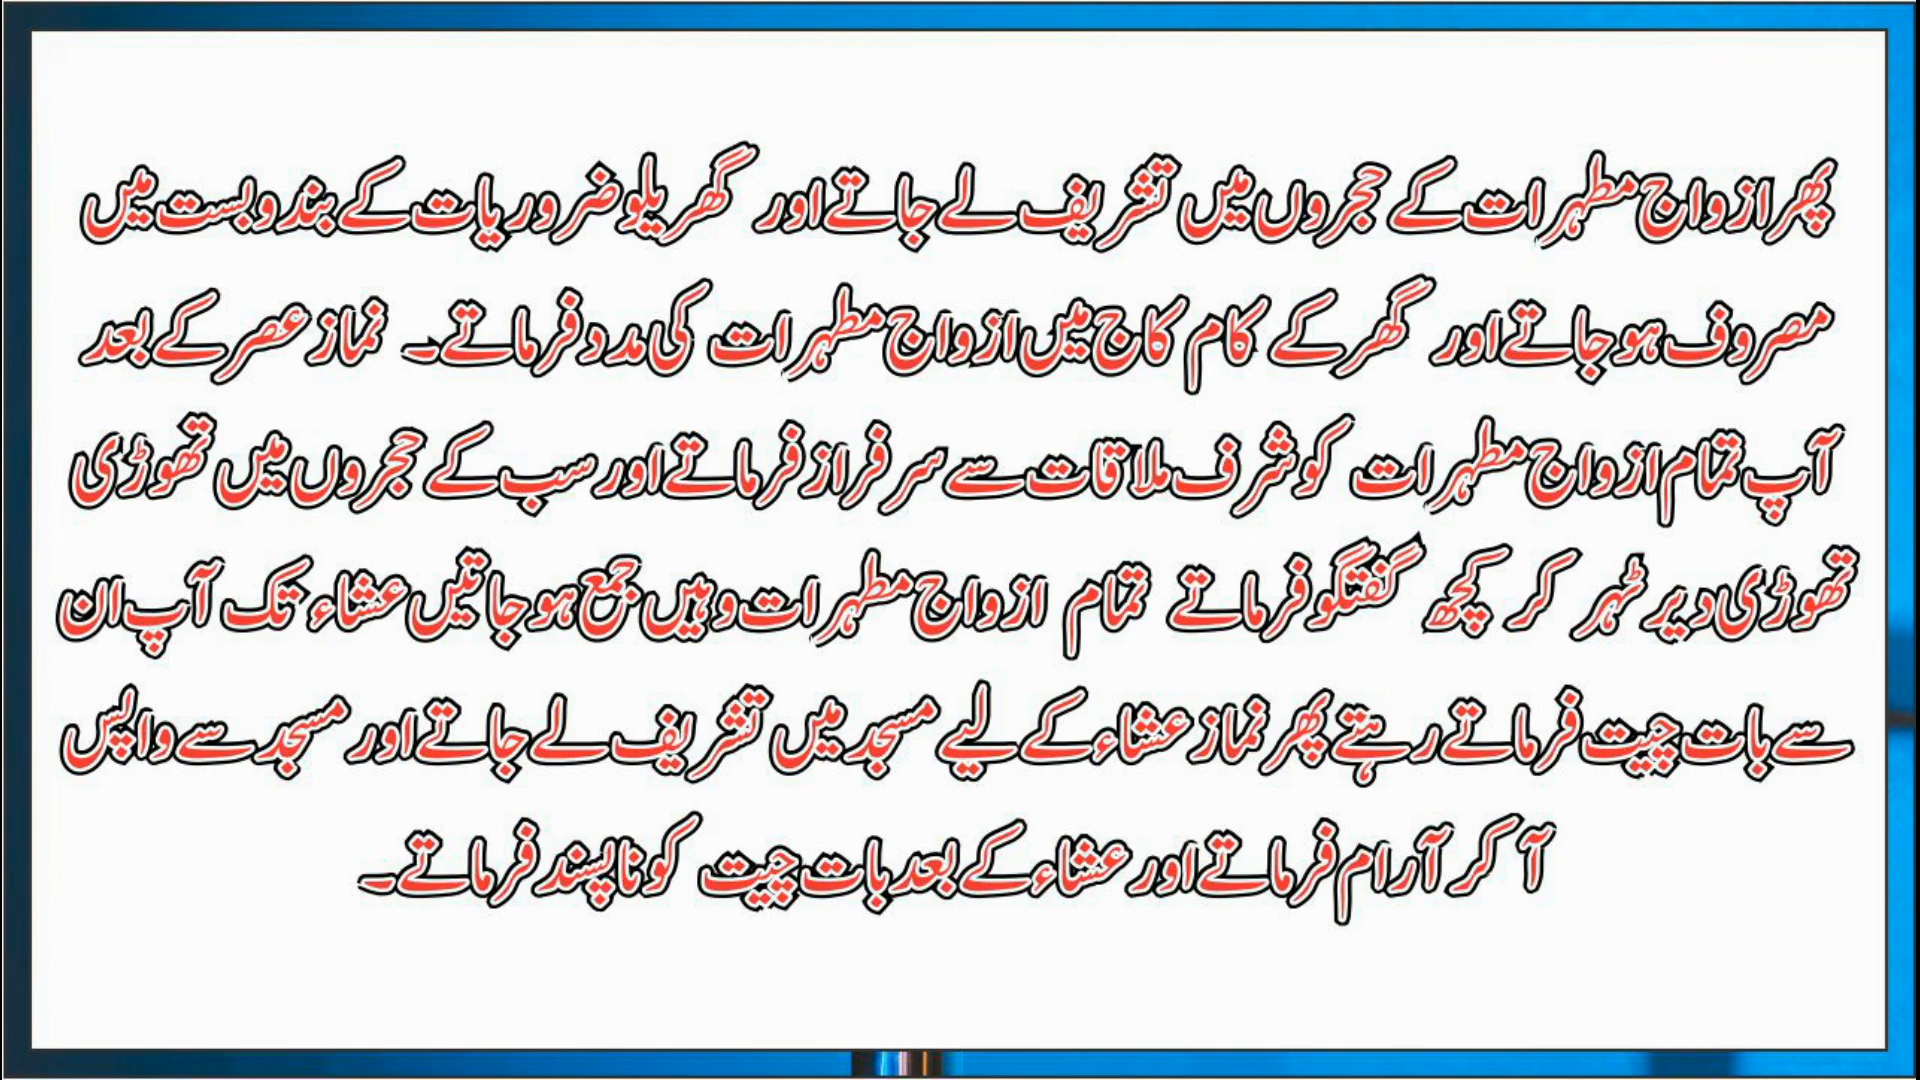 پھر ازواج مطہرات کے حجروں میں تشریف لے جاتے اور گھریلو ضروریات کے بندوبست میں
مصروف ہو جاتے اور گھر کے کام کاج میں ازواج مطہرات کی مدد فرماتے۔ نماز عصر کے بعد
آپ تمام ازواج مطہرات کو شرف ملاقات سے سرفراز فرماتے اور سب کے حجروں میں تھوڑی
تھوڑی دیر ٹہر کر کچھ گفتگو فرماتے تمام ازواج مطہرات وہیں جمع ہو جاتیں عشاء تک آپ ان
سے بات چیت فرماتے رہتے پھر نماز عشاء کے لیے مسجد میں تشریف لے جاتے اور مسجد سے واپس
آ کر آرام فرماتے اور عشاء کے بعد بات چیت کو ناپسند فرماتے۔